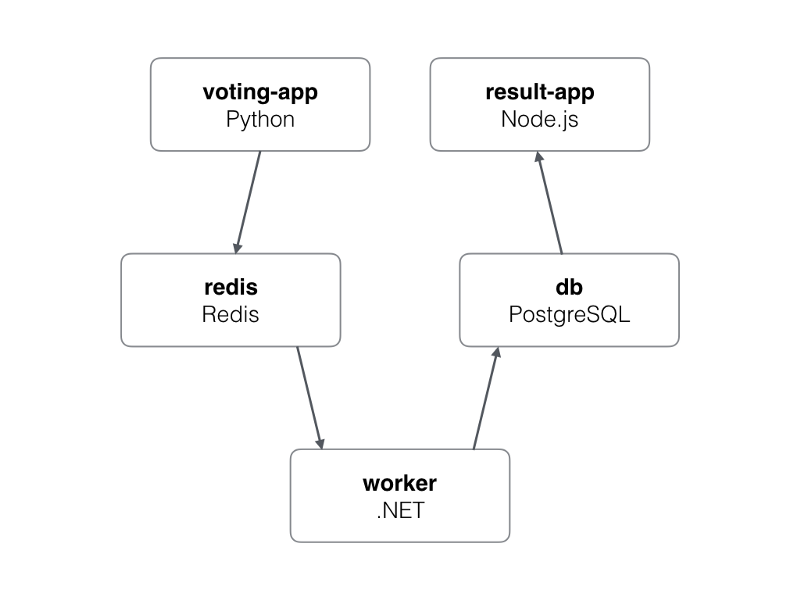 voting-app
Python
result-app
Node.js
redis
Redis
db
PostgreSQL
worker
.NET